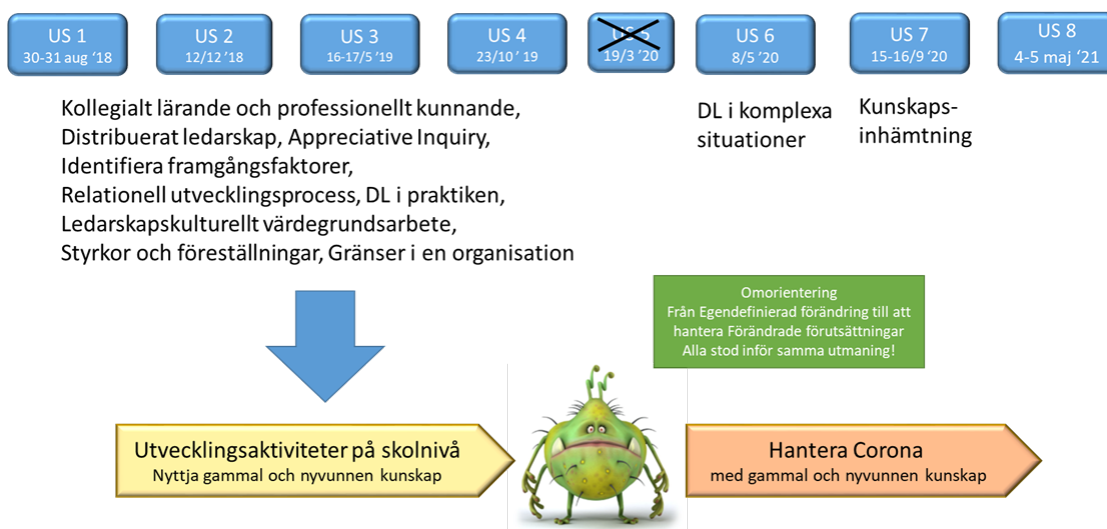 US 1
30-31 aug ‘18
US 2
12/12 ’18
US 3
16-17/5 ’19
US 4
23/10 ’ 19
US 5
19/3 ’20
US 6
8/5 ’20
US 7
15-16/9 ’20
US 8
4-5 maj ’21
Kollegialt lärande och professionellt kunnande,
Distribuerat ledarskap, Appreciative Inquiry,
Identifiera framgångsfaktorer,
Relationell utvecklingsprocess, DL i praktiken,
Ledarskapskulturellt värdegrundsarbete,
Styrkor och föreställningar, Gränser i en organisation
DL i komplexa
situationer
Kunskaps-
inhämtning
Omorientering
Från Egendefinierad förändring till att
hantera Förändrade förutsättningar
Alla stod inför samma utmaning!
Utvecklingsaktiviteter på skolnivå
Nyttja gammal och nyvunnen kunskap
Hantera Corona
med gammal och nyvunnen kunskap